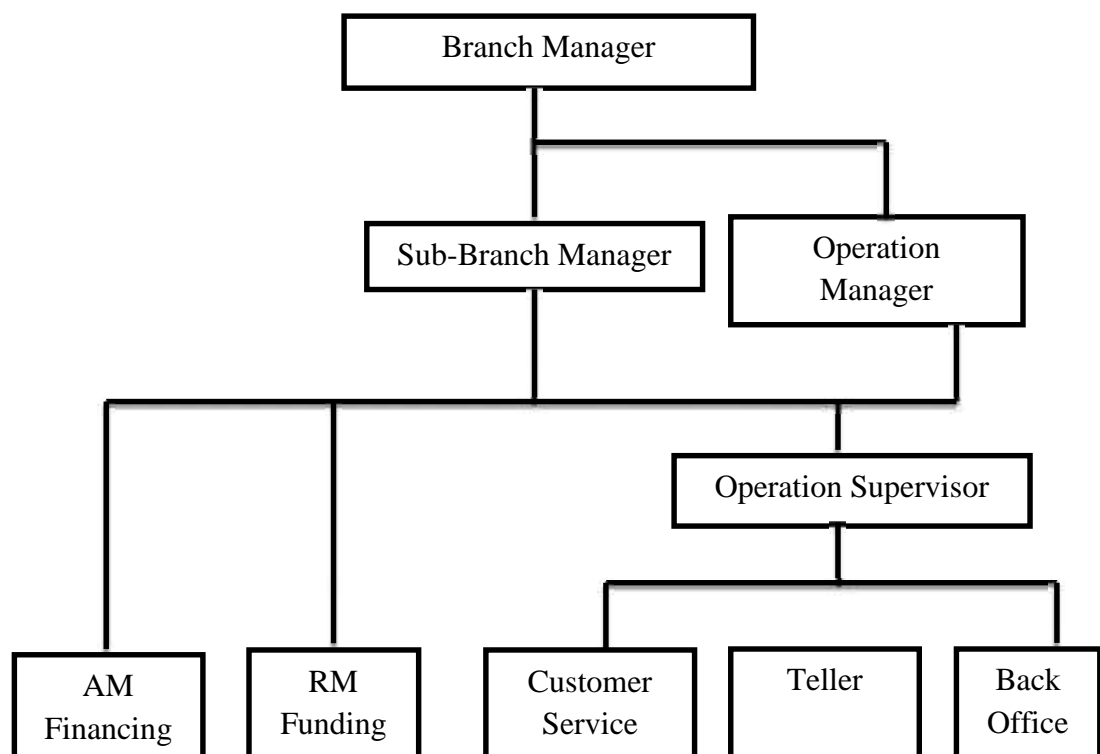 Branch Manager
Sub-Branch Manager
Operation
Manager
Operation Supervisor
AM
Financing
RM
Funding
Customer
Service
Teller
Back
Office